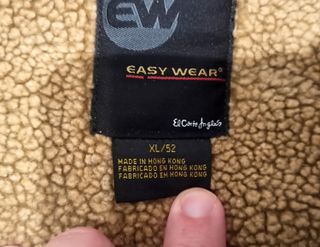 EW
EASY WEAR®
El Corte Inglés
XL/52
MADE IN HONG KONG
FABRICADO EN HONG KONG
FABRICADO EM HONG KONG